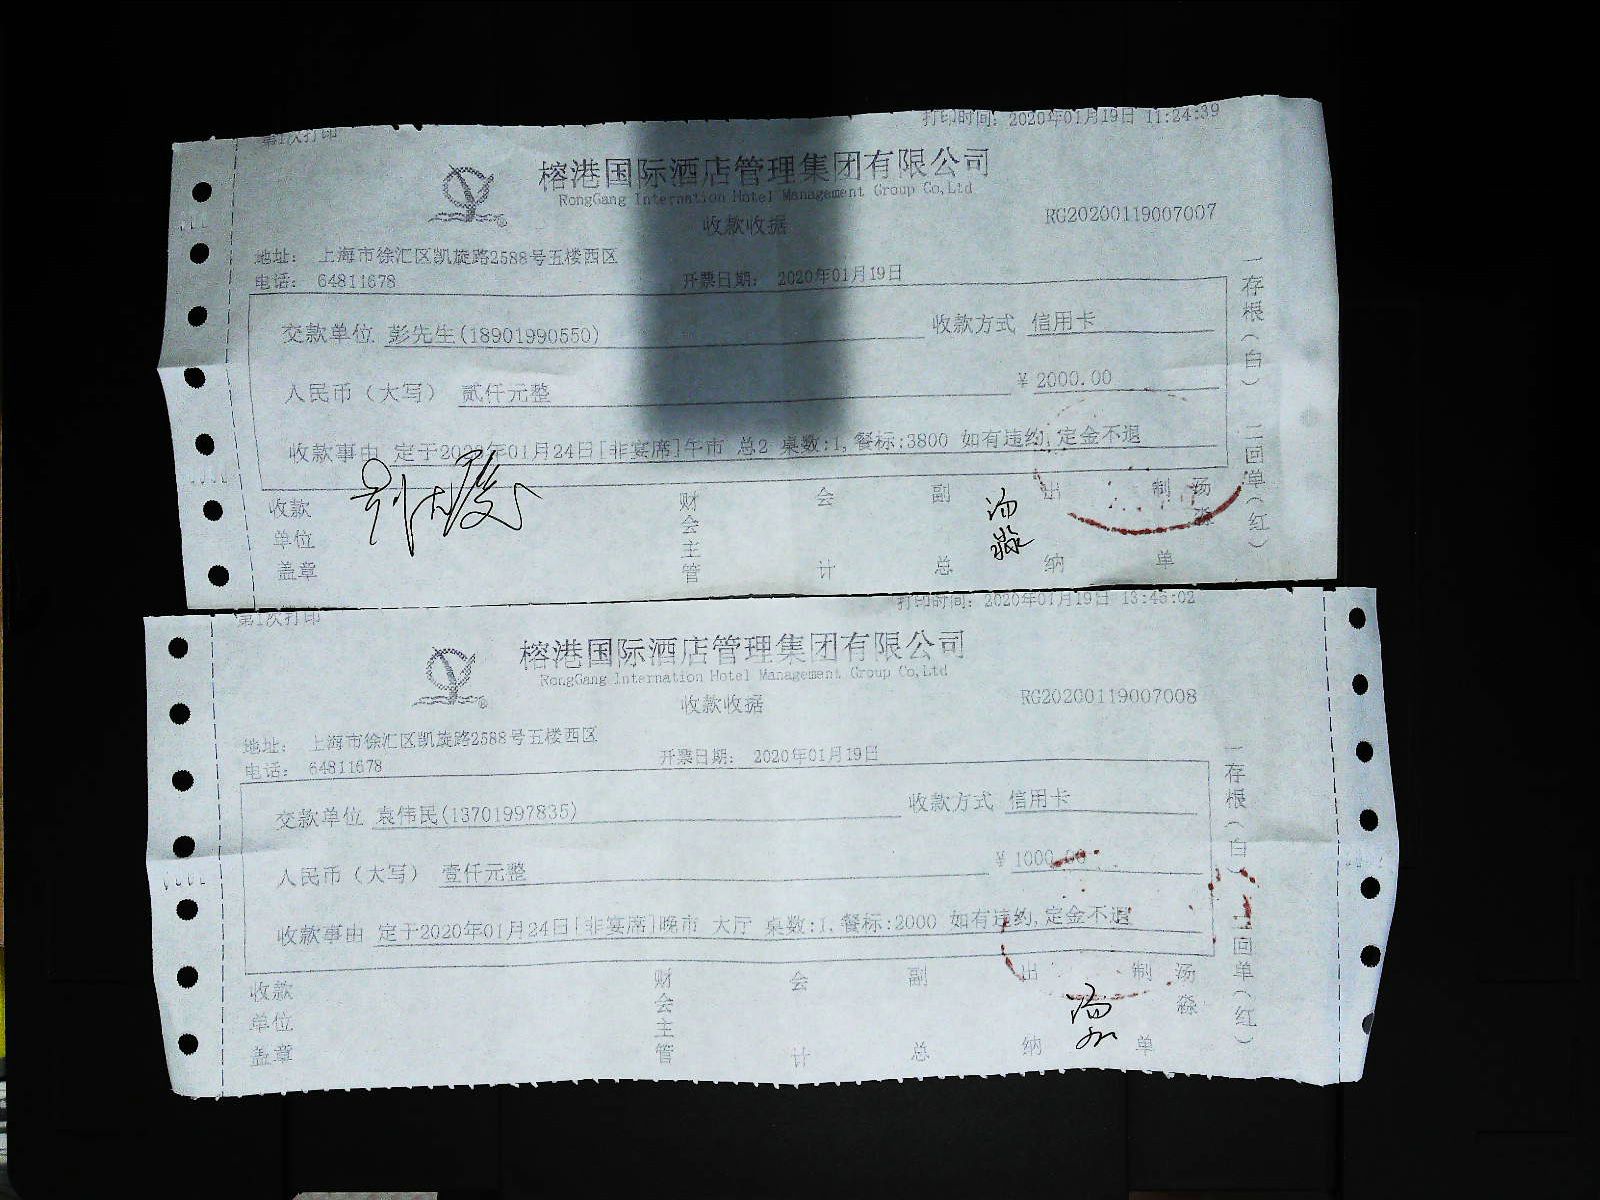 第1次打印 打印时间: 2020年01月19日 11:24:39
榕港国际酒店管理集团有限公司
RongGang Internation Hotel Management Group Co,Ltd
收款收据 RG20200119007007
地址: 上海市徐汇区凯旋路2588号五楼西区
电话: 64811678 开票日期: 2020年01月19日
交款单位 彭先生(18901990550) 收款方式 信用卡
人民币（大写） 贰仟元整 ¥ 2000.00
收款事由 定于2020年01月24日[非宴席]午市 总2 桌数:1,餐标:3800 如有违约,定金不退
一存根(白) 二回单(红)
收款单位盖章 财会主管 会计 副总 出纳 汤淼 制单 汤淼
第1次打印 打印时间: 2020年01月19日 13:45:02
榕港国际酒店管理集团有限公司
RongGang Internation Hotel Management Group Co,Ltd
收款收据 RG20200119007008
地址: 上海市徐汇区凯旋路2588号五楼西区
电话: 64811678 开票日期: 2020年01月19日
交款单位 袁伟民(13701997835) 收款方式 信用卡
人民币（大写） 壹仟元整 ¥ 1000.00
收款事由 定于2020年01月24日[非宴席]晚市 大厅 桌数:1,餐标:2000 如有违约,定金不退
一存根(白) 二回单(红)
收款单位盖章 财会主管 会计 副总 出纳 制单 汤淼